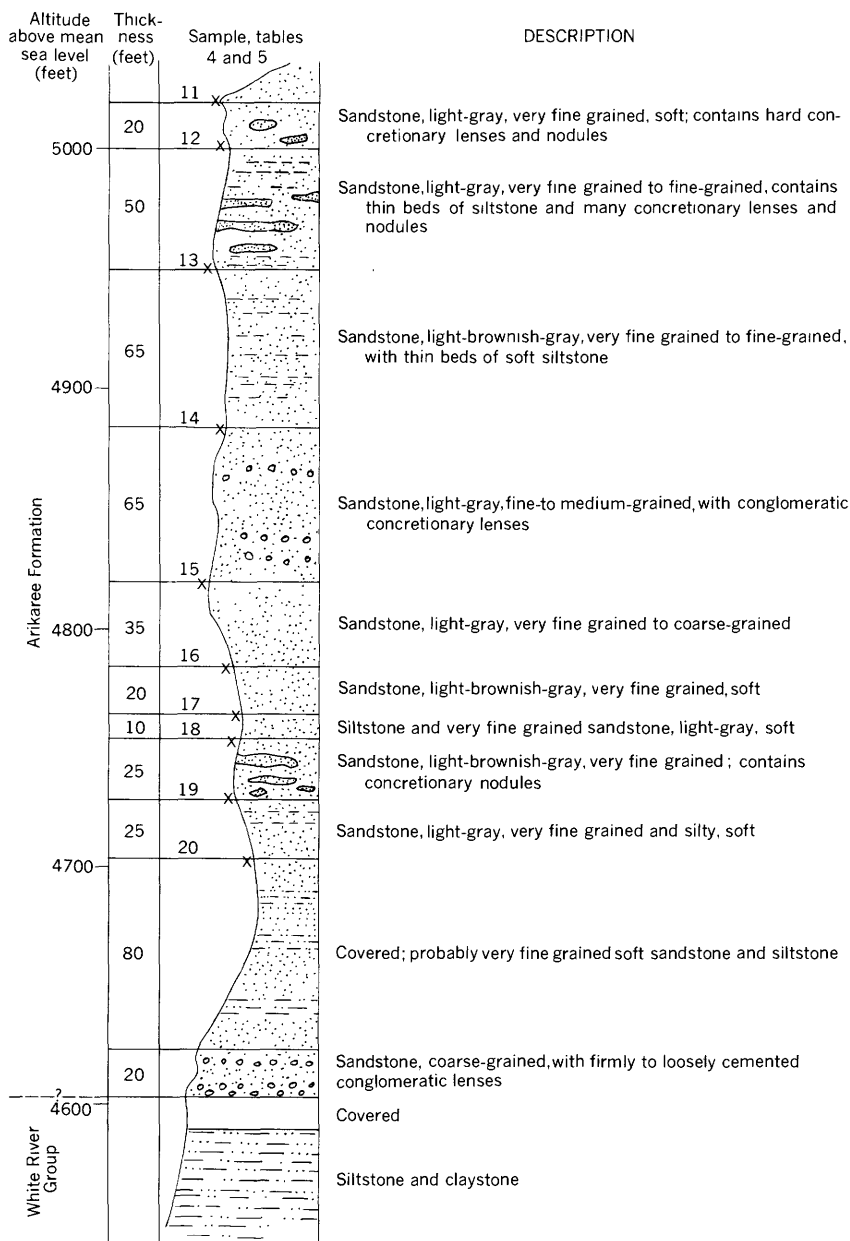 Altitude
above mean
sea level
(feet)
Thick-
ness
(feet)
Sample, tables
4 and 5
DESCRIPTION
11
20
Sandstone, light-gray, very fine grained, soft; contains hard con-
cretionary lenses and nodules
12
5000
50
Sandstone, light-gray, very fine grained to fine-grained, contains
thin beds of siltstone and many concretionary lenses and
nodules
13
65
Sandstone, light-brownish-gray, very fine grained to fine-grained,
with thin beds of soft siltstone
4900
14
65
Sandstone, light-gray, fine-to medium-grained, with conglomeratic
concretionary lenses
15
Arikaree Formation
4800
35
Sandstone, light-gray, very fine grained to coarse-grained
16
20
Sandstone, light-brownish-gray, very fine grained, soft
17
10
18
Siltstone and very fine grained sandstone, light-gray, soft
25
Sandstone, light-brownish-gray, very fine grained; contains
concretionary nodules
19
25
Sandstone, light-gray, very fine grained and silty, soft
20
4700
80
Covered; probably very fine grained soft sandstone and siltstone
20
Sandstone, coarse-grained, with firmly to loosely cemented
conglomeratic lenses
?
4600
Covered
White River
Group
Siltstone and claystone